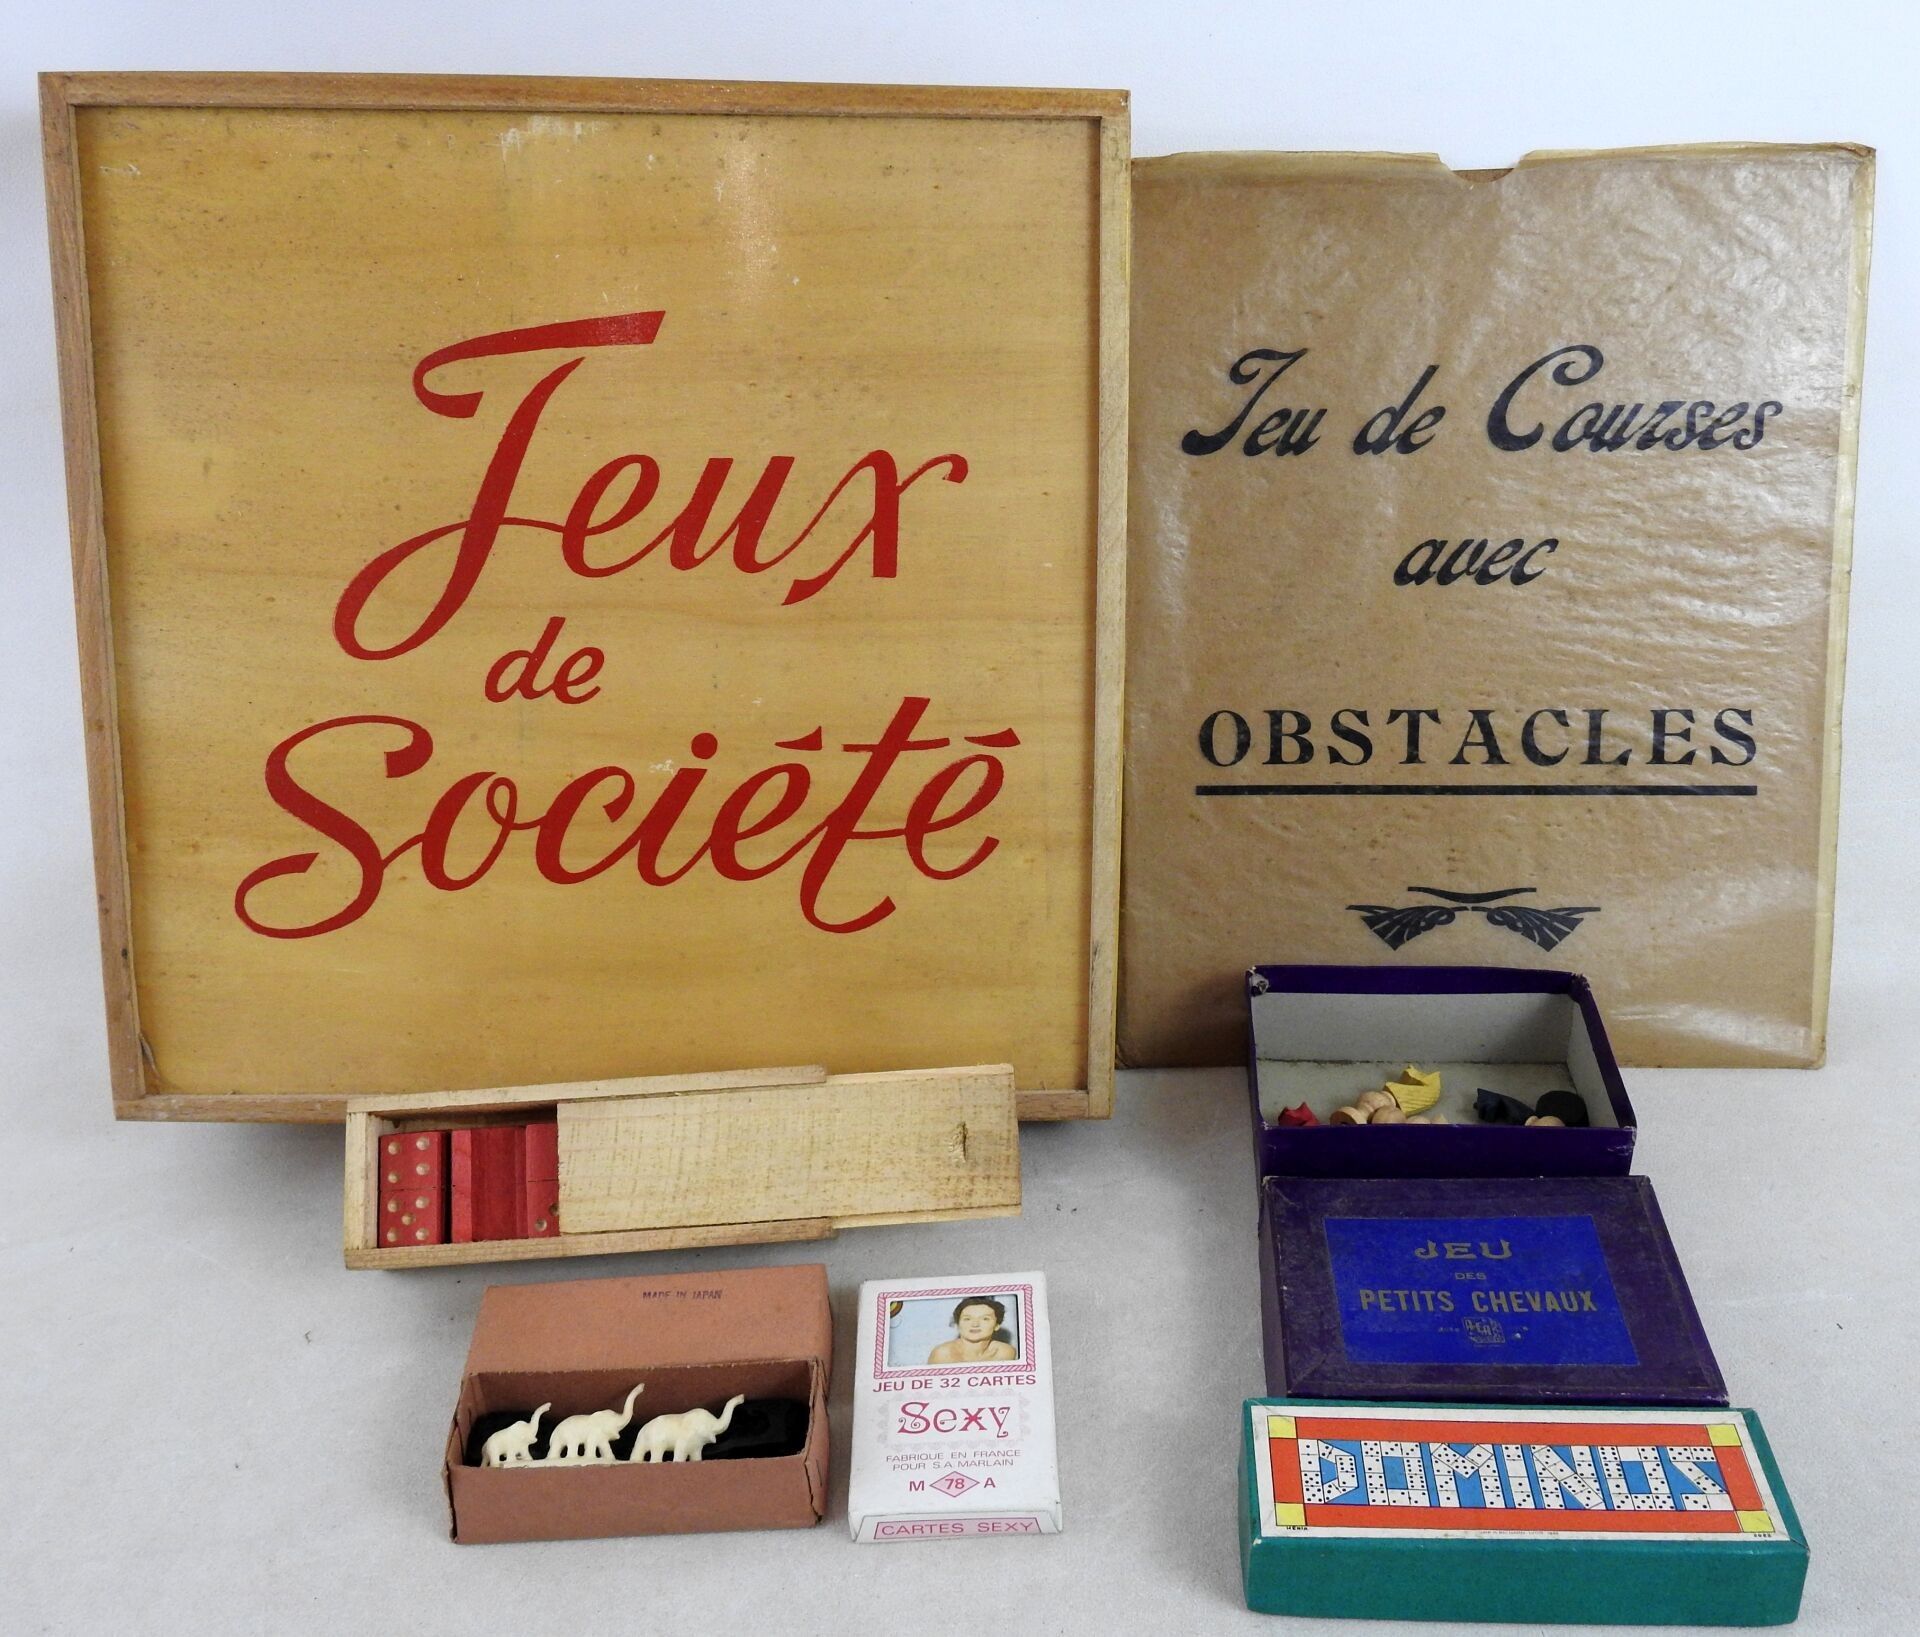 Jeux
de
Société
Jeu de Courses
avec
OBSTACLES
MADE IN JAPAN
JEU DE 32 CARTES
Sexy
FABRIQUE EN FRANCE
POUR S.A. MARLAIN
M 78 A
CARTES SEXY
JEU
DES
PETITS CHEVAUX
DOMINOS